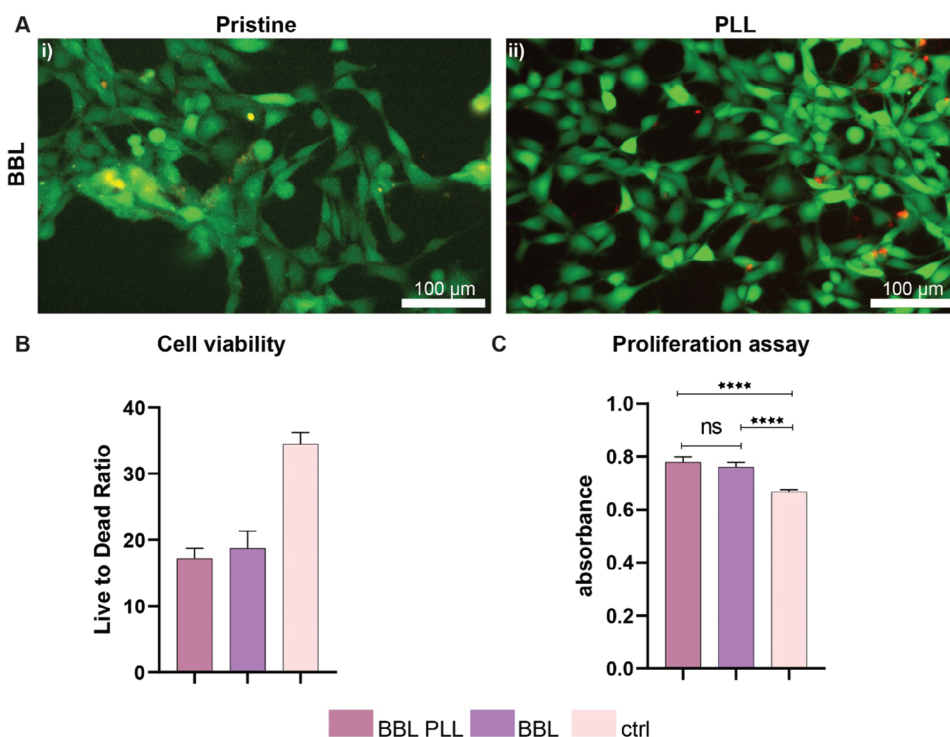 A
Pristine
PLL
i)
ii)
BBL
100 µm
100 µm
B
Cell viability
C
Proliferation assay
Live to Dead Ratio
40
30
20
10
0
absorbance
1.0
0.8
0.6
0.4
0.2
0.0
****
ns
****
BBL PLL
BBL
ctrl